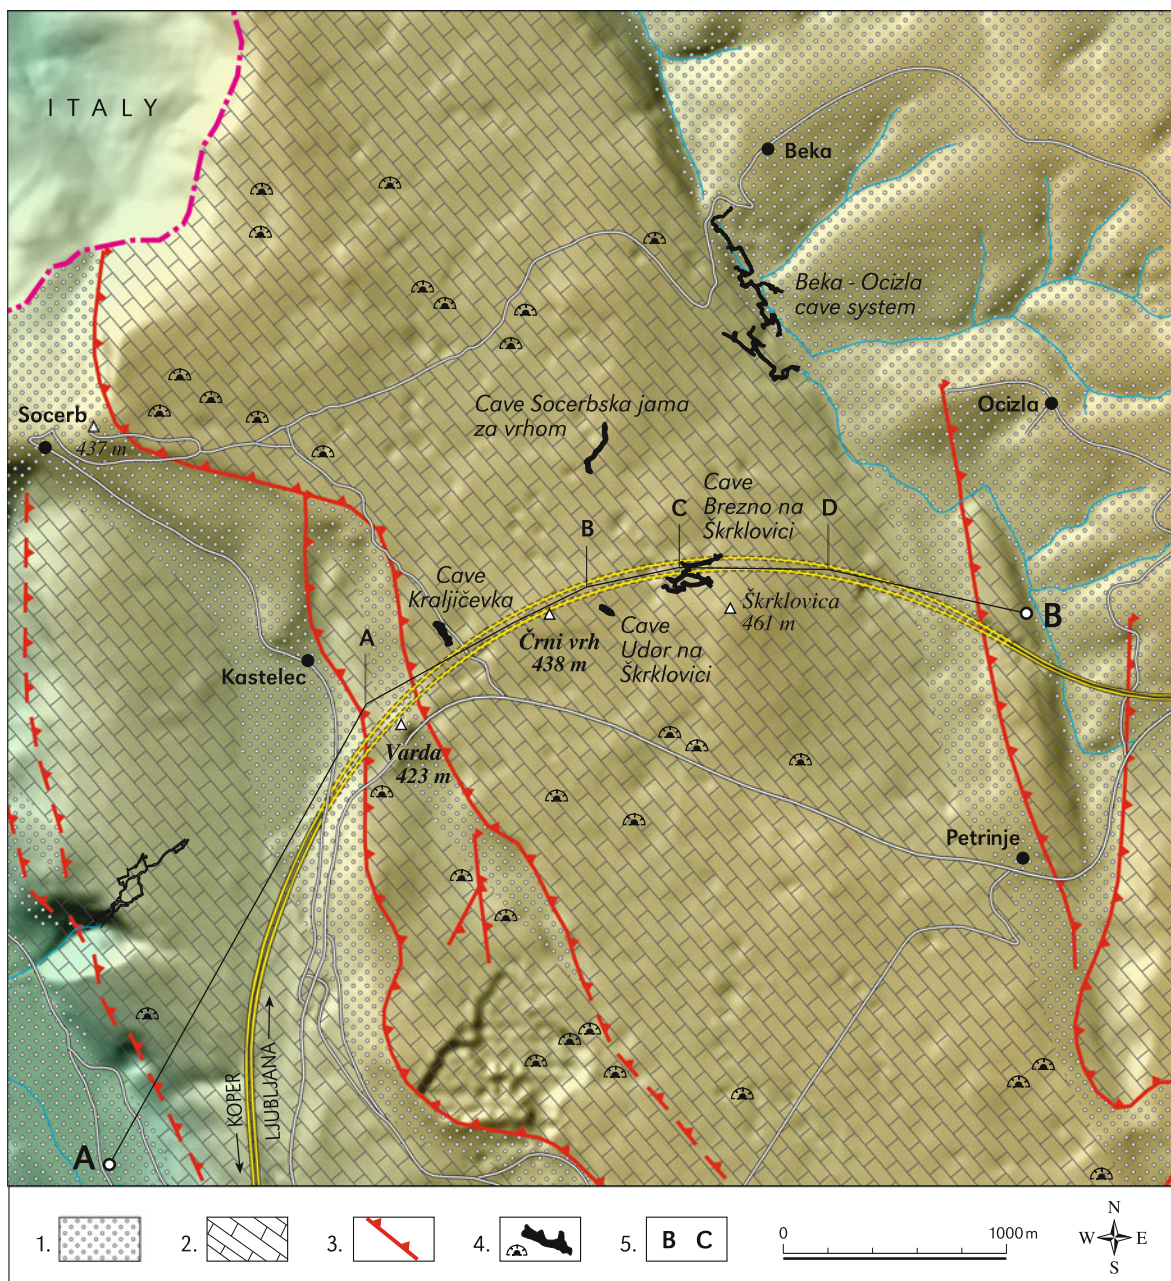 ITALY
Beka
Beka - Ocizla
cave system
Socerb
437 m
Cave Socerbska jama
za vrhom
Ocizla
Cave
Brezno na
Škrklovici
B
C
D
Cave
Kraljičevka
A
Črni vrh
438 m
Cave
Udor na
Škrklovici
Škrklovica
461 m
B
Kastelec
Varda
423 m
Petrinje
KOPER
LJUBLJANA
A
1.
2.
3.
4.
5.
B C
0
1000 m
N
W
E
S